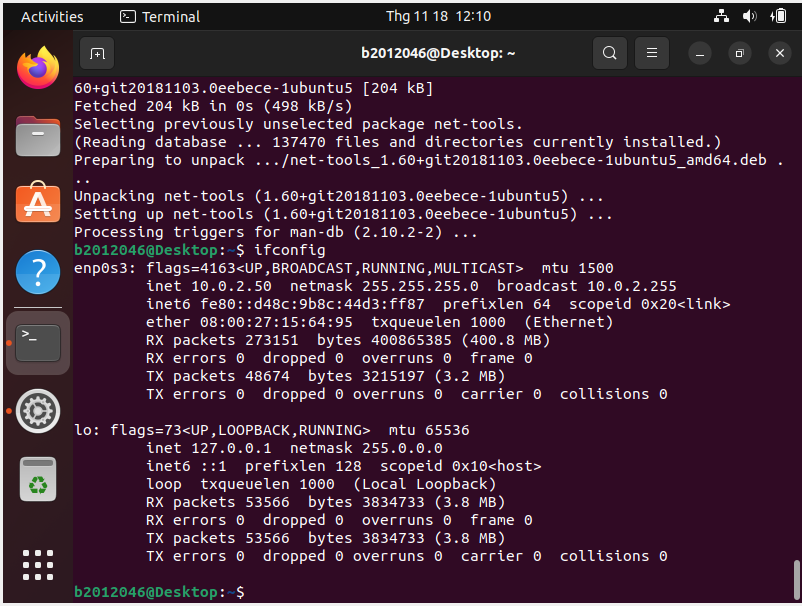 Activities
Terminal
Thg 11 18 12:10
b2012046@Desktop: ~
60+git20181103.0eebece-1ubuntu5 [204 kB]
Fetched 204 kB in 0s (498 kB/s)
Selecting previously unselected package net-tools.
(Reading database ... 137470 files and directories currently installed.)
Preparing to unpack .../net-tools_1.60+git20181103.0eebece-1ubuntu5_amd64.deb .
..
Unpacking net-tools (1.60+git20181103.0eebece-1ubuntu5) ...
Setting up net-tools (1.60+git20181103.0eebece-1ubuntu5) ...
Processing triggers for man-db (2.10.2-2) ...
b2012046@Desktop:~$ ifconfig
enp0s3: flags=4163<UP,BROADCAST,RUNNING,MULTICAST>  mtu 1500
        inet 10.0.2.50  netmask 255.255.255.0  broadcast 10.0.2.255
        inet6 fe80::d48c:9b8c:44d3:ff87  prefixlen 64  scopeid 0x20<link>
        ether 08:00:27:15:64:95  txqueuelen 1000  (Ethernet)
        RX packets 273151  bytes 400865385 (400.8 MB)
        RX errors 0  dropped 0  overruns 0  frame 0
        TX packets 48674  bytes 3215197 (3.2 MB)
        TX errors 0  dropped 0 overruns 0  carrier 0  collisions 0
lo: flags=73<UP,LOOPBACK,RUNNING>  mtu 65536
        inet 127.0.0.1  netmask 255.0.0.0
        inet6 ::1  prefixlen 128  scopeid 0x10<host>
        loop  txqueuelen 1000  (Local Loopback)
        RX packets 53566  bytes 3834733 (3.8 MB)
        RX errors 0  dropped 0  overruns 0  frame 0
        TX packets 53566  bytes 3834733 (3.8 MB)
        TX errors 0  dropped 0 overruns 0  carrier 0  collisions 0
b2012046@Desktop:~$